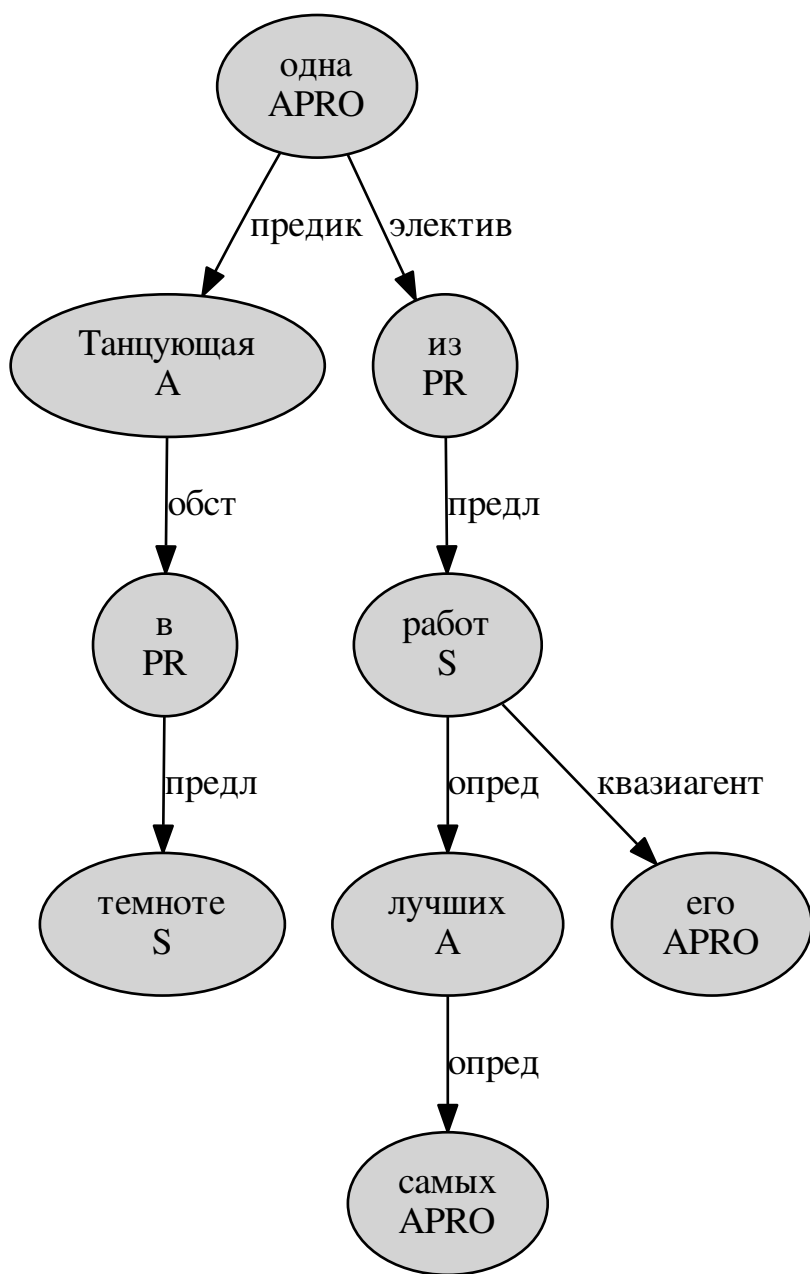 одна
APRO
предик
электив
Танцующая
A
из
PR
обст
предл
в
PR
работ
S
предл
опред
квазиагент
темноте
S
лучших
A
его
APRO
опред
самых
APRO